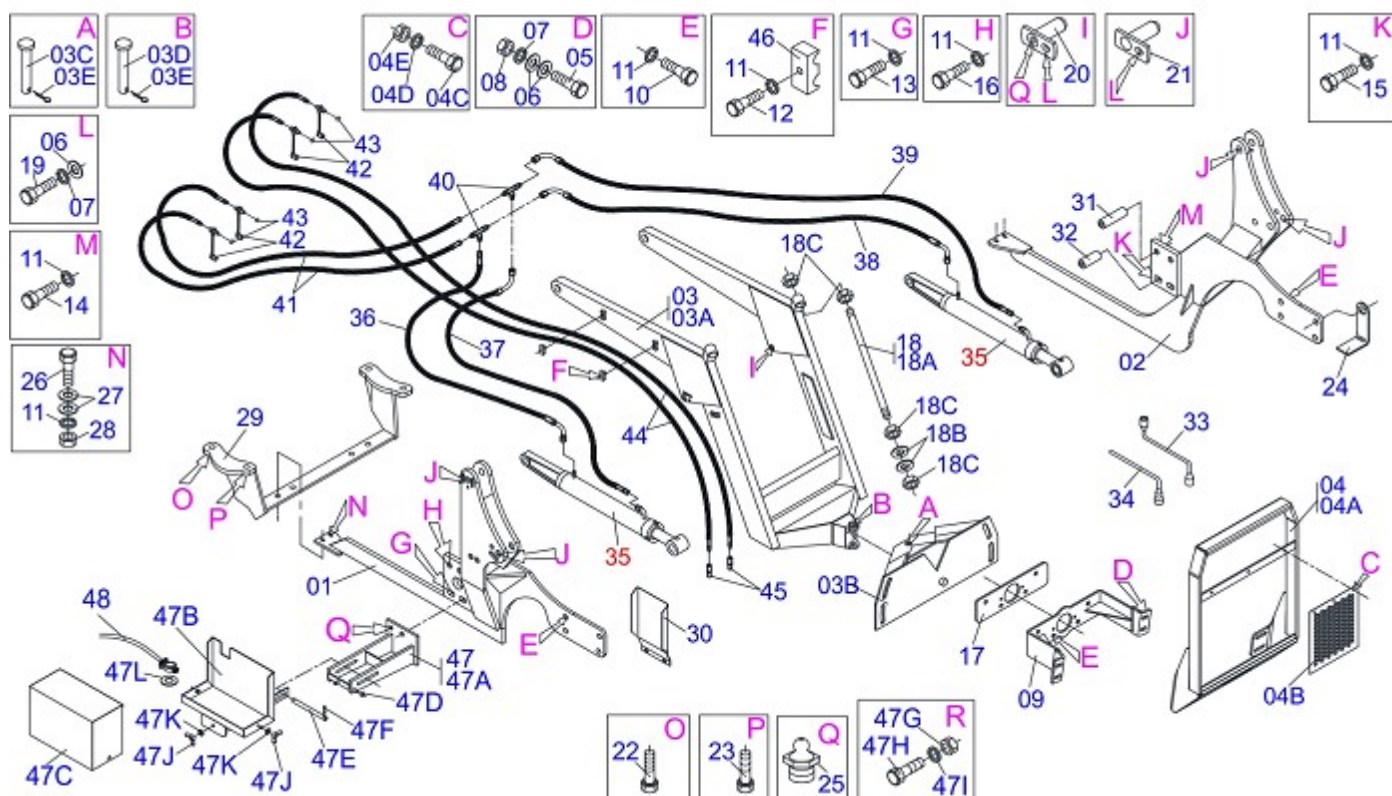 A
03C
03E
B
03D
03E
C
04E
04D
04C
D
07
08
06
05
E
11
10
F
46
11
12
G
11
13
H
11
16
I
Q
L
20
J
L
21
K
11
15
L
06
19
07
M
11
14
N
26
27
11
28
43
42
43
42
41
40
39
38
36
37
44
45
03
03A
F
I
18C
18
18A
18C
18B
18C
35
35
31
32
K
M
J
J
E
02
24
33
34
29
O
P
N
01
G
H
J
J
Q
E
30
B
A
03B
17
D
E
09
04
04A
C
04B
48
47B
47L
47K
47J
47C
47K
47J
47E
47F
47D
47
47A
O
22
P
23
Q
25
R
47G
47H
47I